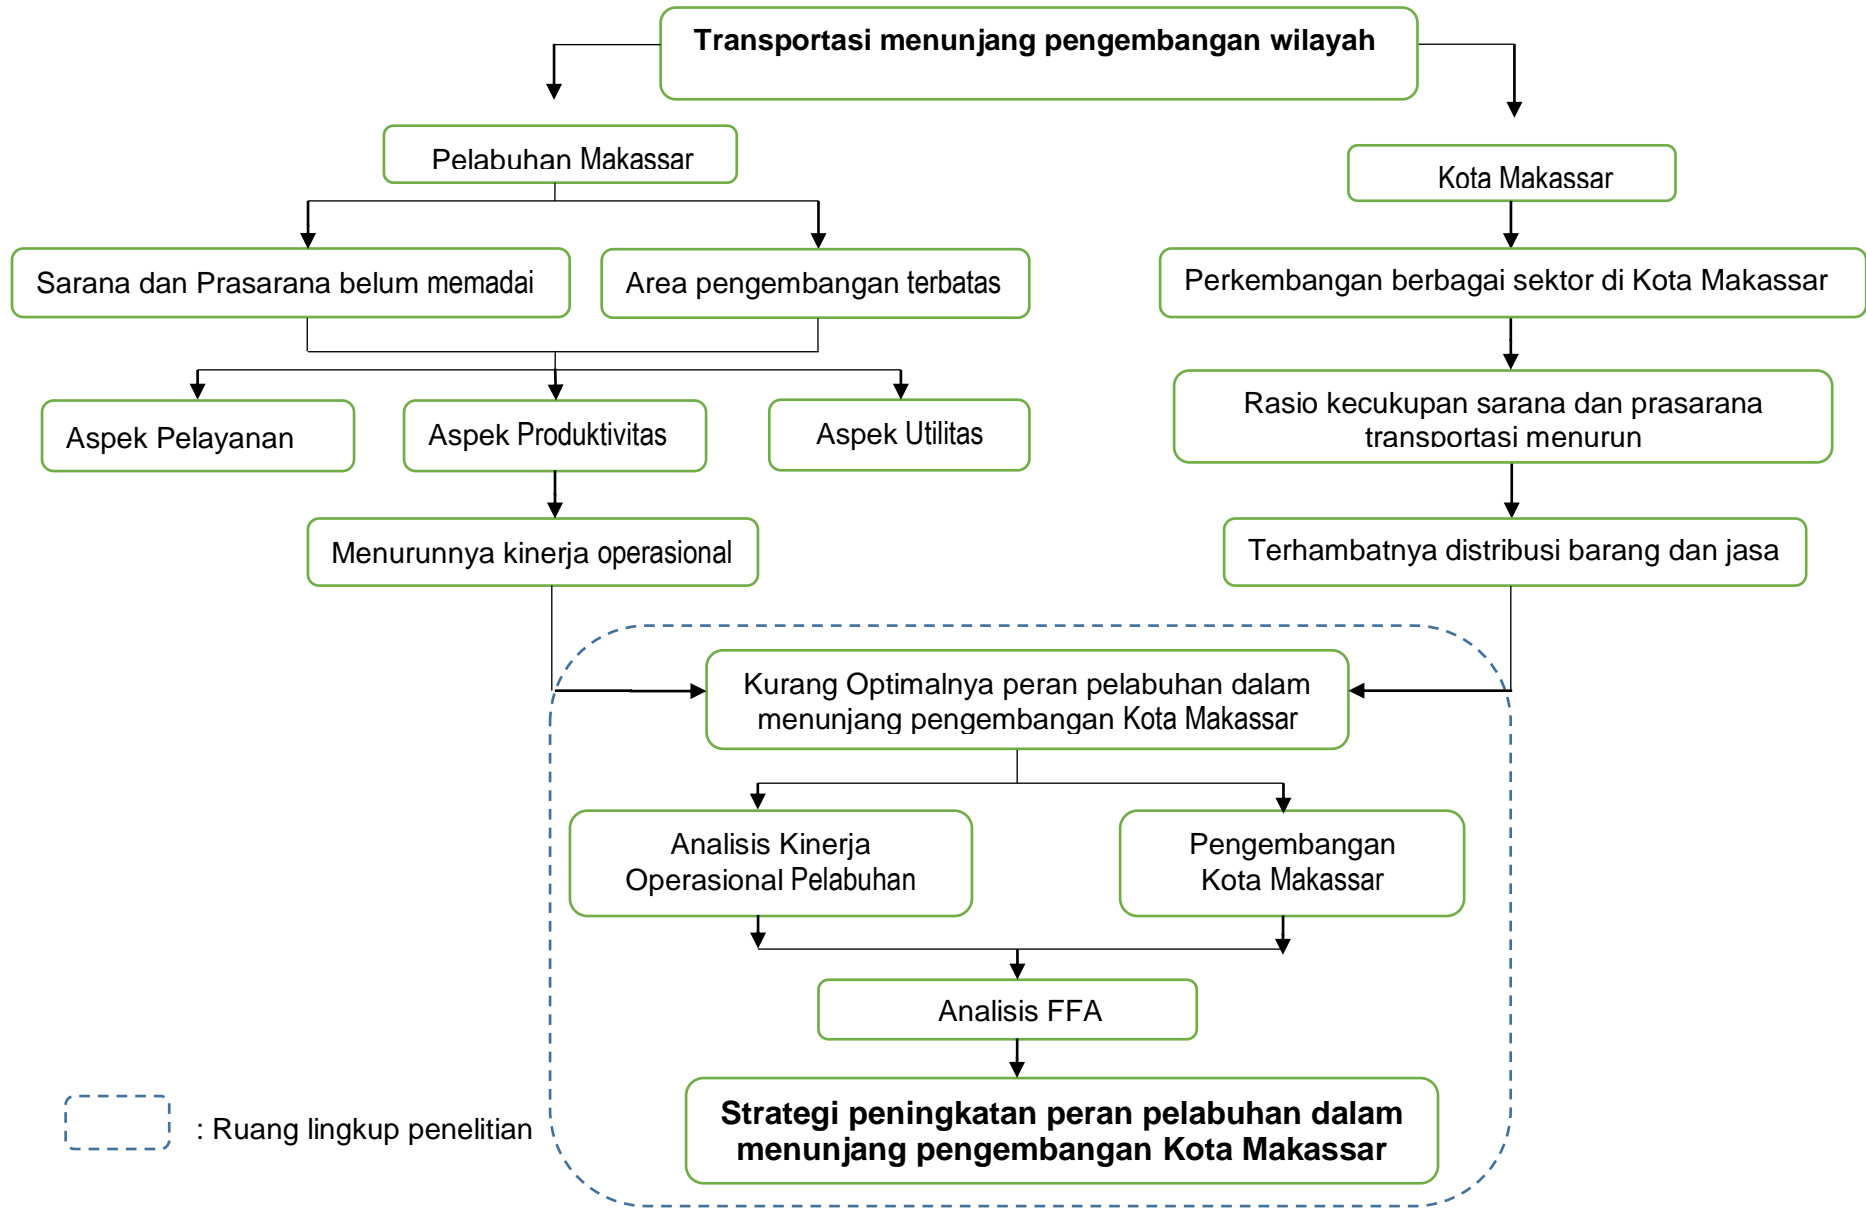 Transportasi menunjang pengembangan wilayah
Pelabuhan Makassar
Kota Makassar
Sarana dan Prasarana belum memadai
Area pengembangan terbatas
Perkembangan berbagai sektor di Kota Makassar
Aspek Pelayanan
Aspek Produktivitas
Aspek Utilitas
Rasio kecukupan sarana dan prasarana
transportasi menurun
Menurunnya kinerja operasional
Terhambatnya distribusi barang dan jasa
Kurang Optimalnya peran pelabuhan dalam
menunjang pengembangan Kota Makassar
Analisis Kinerja
Operasional Pelabuhan
Pengembangan
Kota Makassar
Analisis FFA
Strategi peningkatan peran pelabuhan dalam
menunjang pengembangan Kota Makassar
: Ruang lingkup penelitian